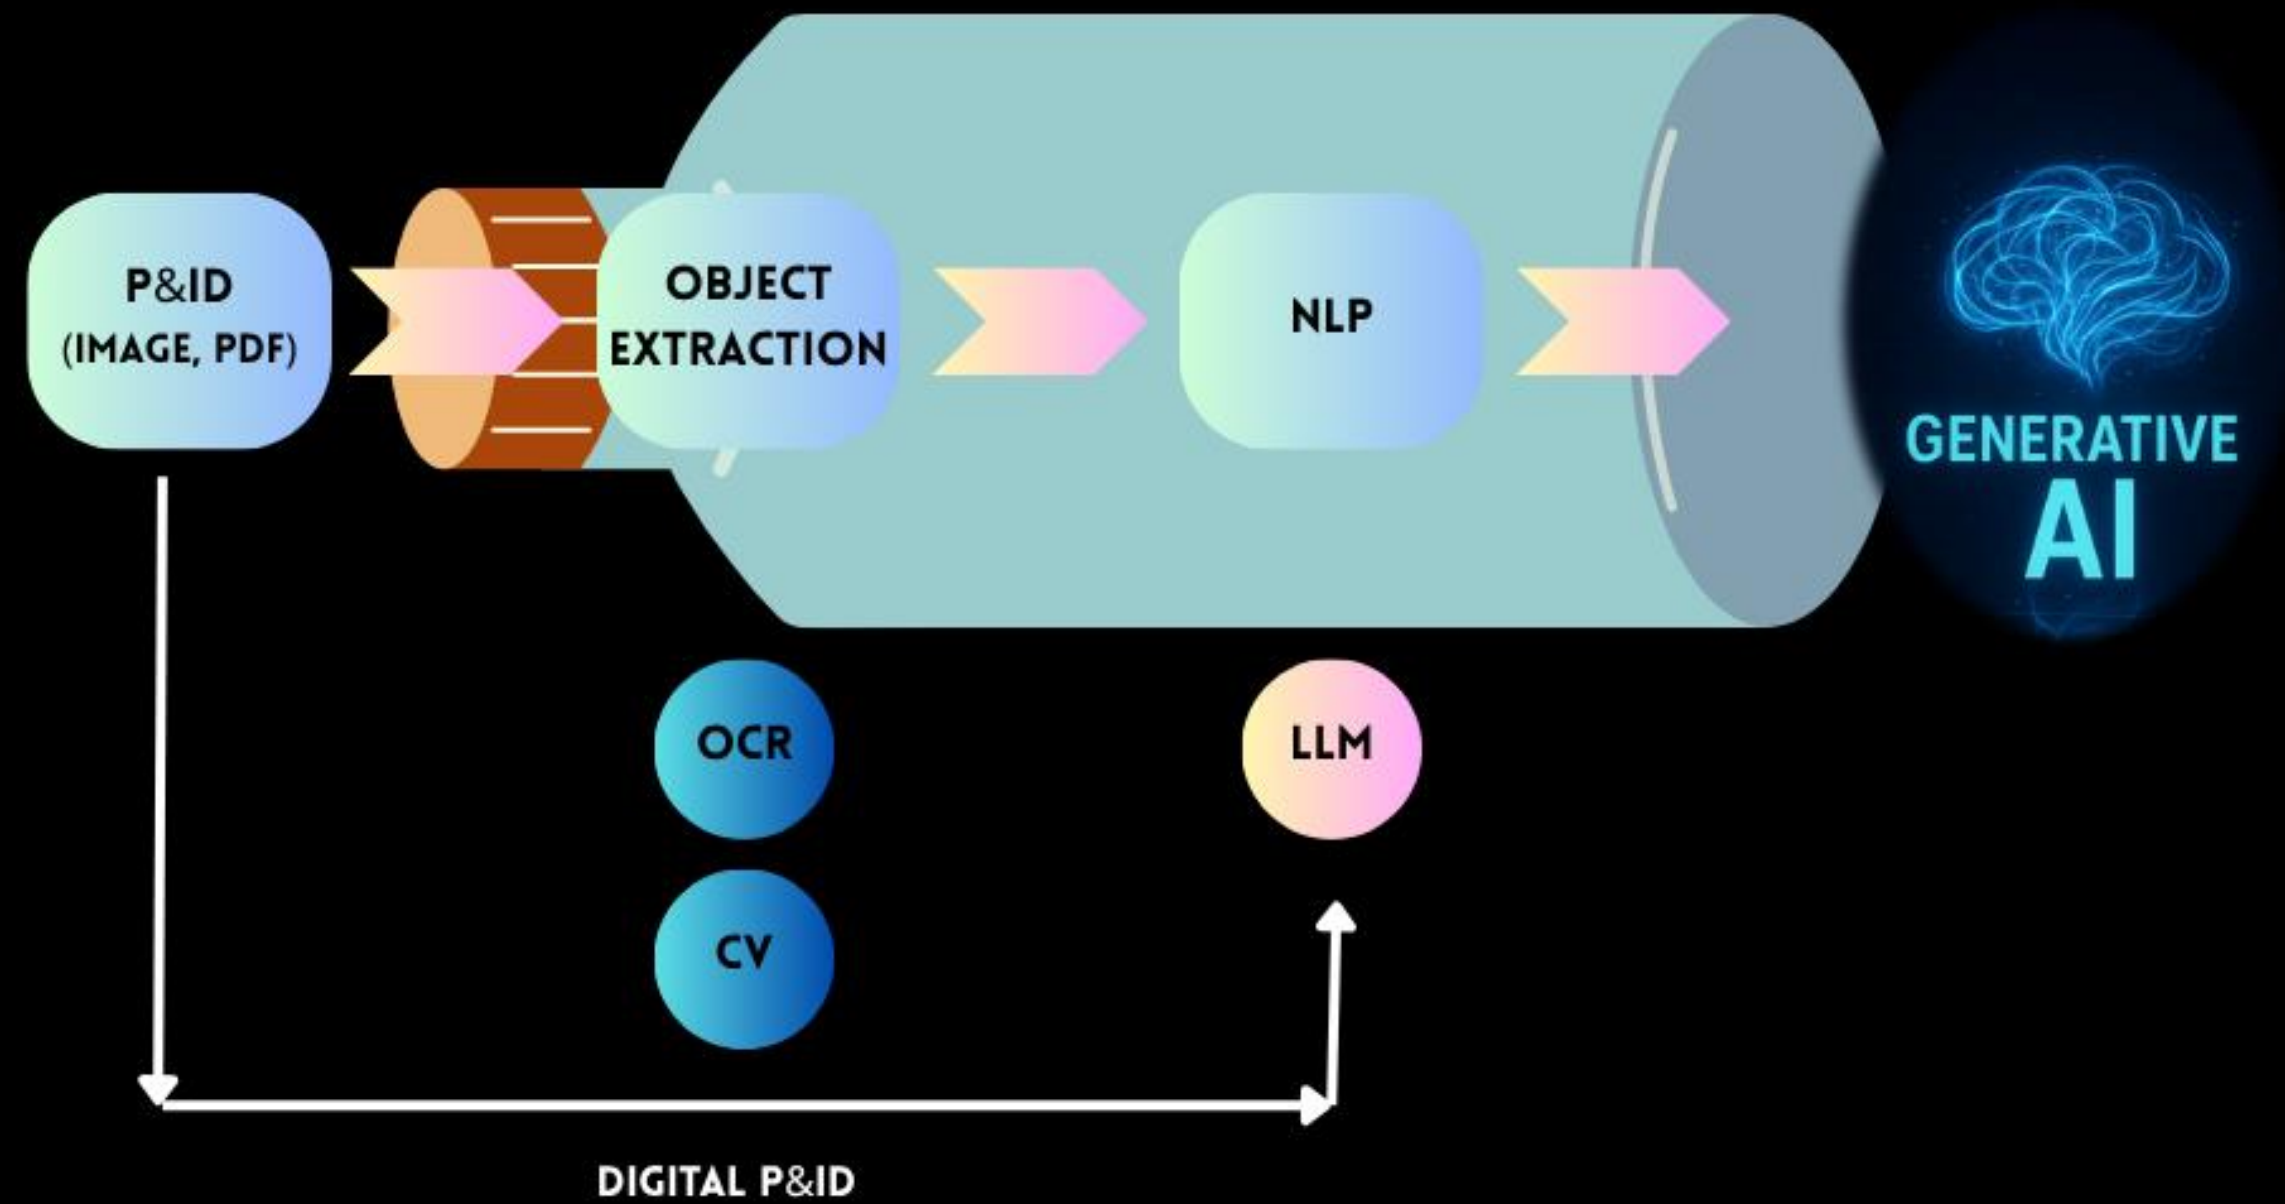 P&ID
(IMAGE, PDF)
OBJECT
EXTRACTION
NLP
GENERATIVE
AI
OCR
LLM
CV
DIGITAL P&ID